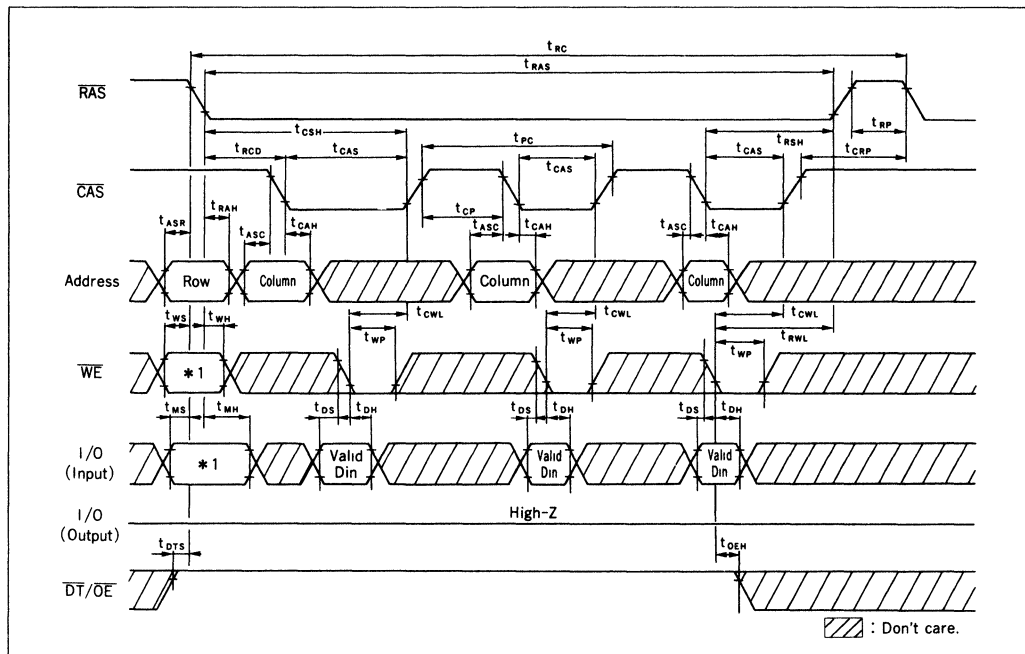 tRC
tRAS
RAS
tCSH
tPC
tRSH
tRP
tRCD
tCAS
tCAS
tCAS
tCRP
CAS
tCP
tASR
tRAH
tASC
tCAH
tASC
tCAH
tASC
tCAH
Address
Row
Column
Column
Column
tWS
tWH
tCWL
tCWL
tCWL
tWP
tWP
tWP
tRWL
WE
*1
tMS
tMH
tDS
tDH
tDS
tDH
tDS
tDH
I/O
(Input)
*1
Valid
Din
Valid
Din
Valid
Din
I/O
(Output)
High-Z
tDTS
tOEH
DT/OE
: Don't care.